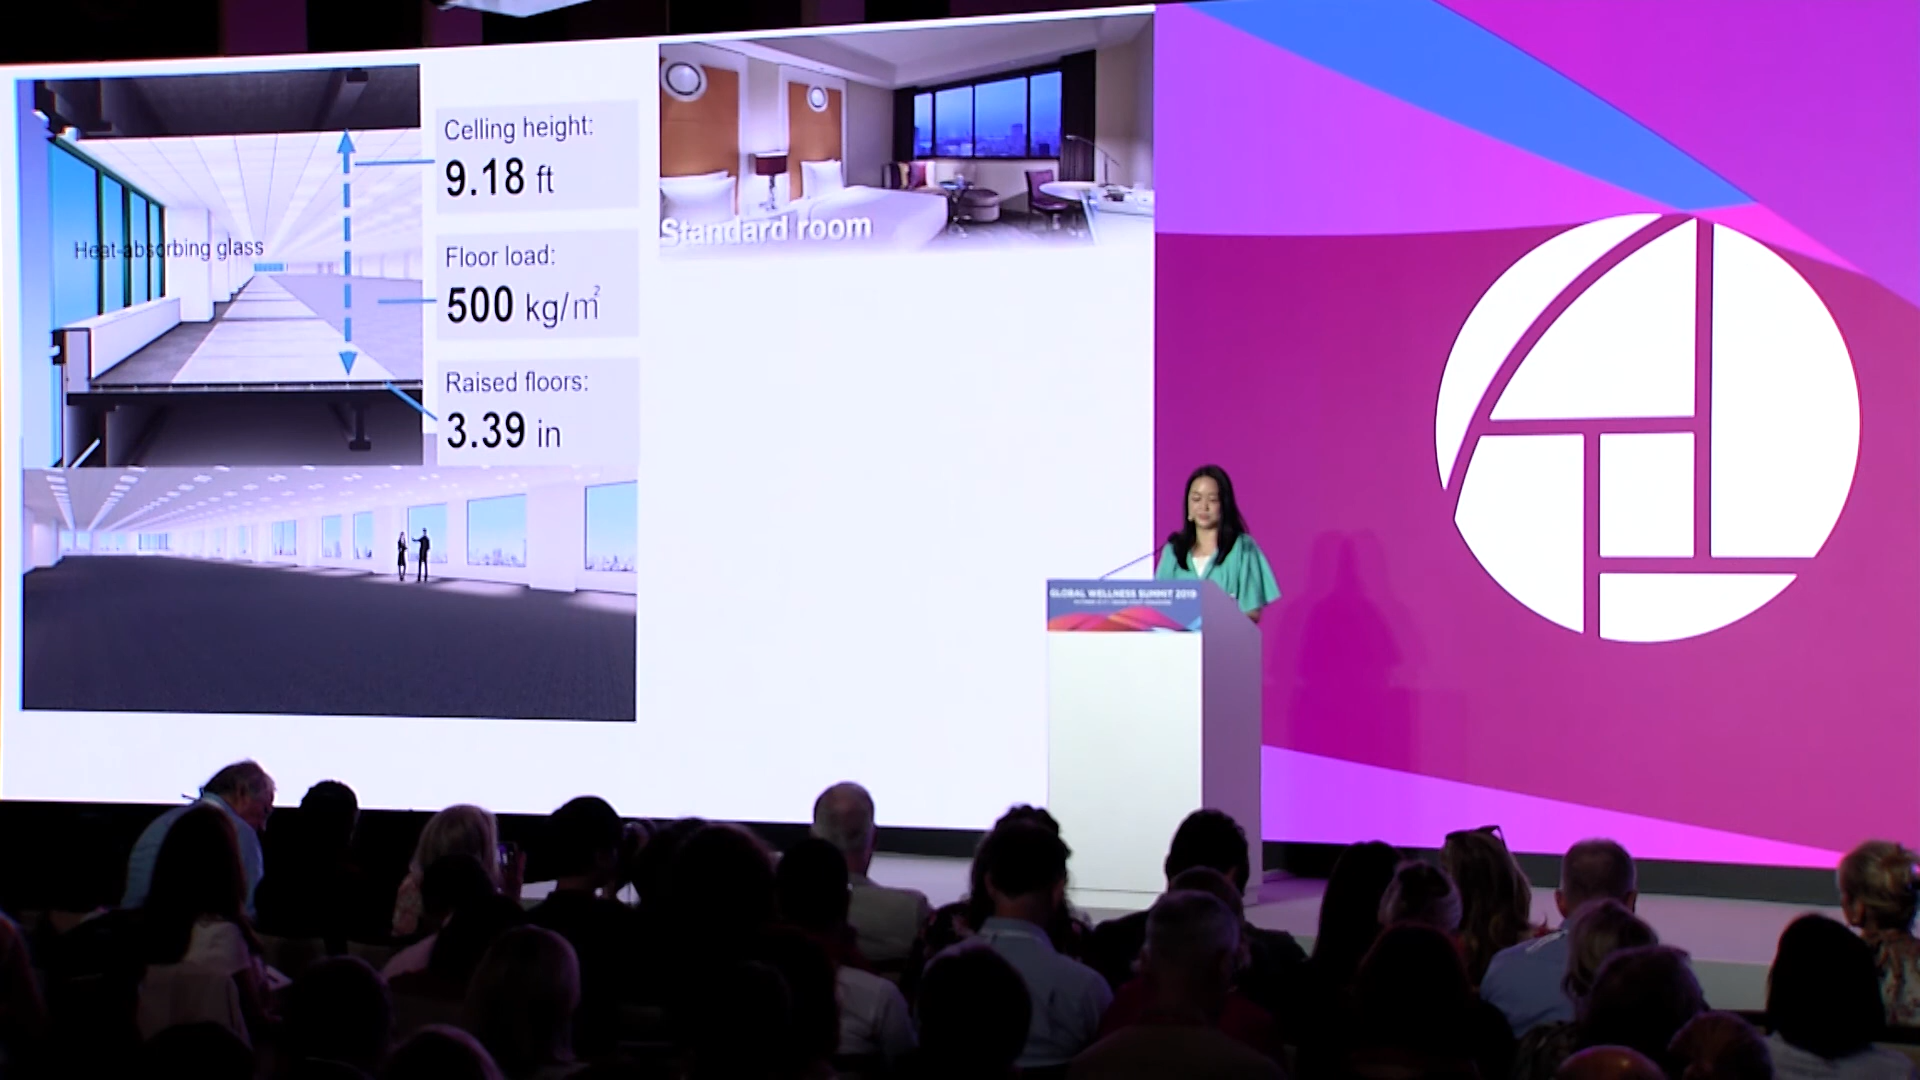 Celling height:
9.18 ft
Heat-absorbing glass
Floor load:
500 kg/m²
Raised floors:
3.39 in
Standard room
GLOBAL WELLNESS SUMMIT 2019